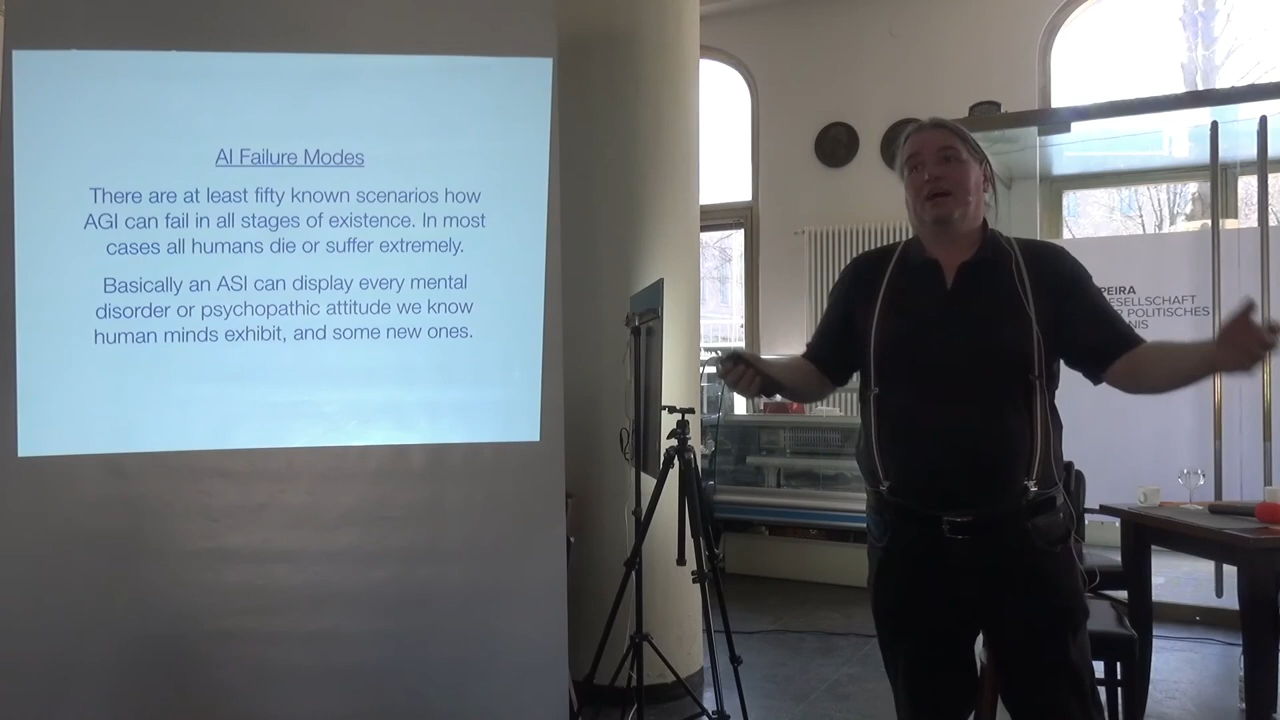 AI Failure Modes
There are at least fifty known scenarios how
AGI can fail in all stages of existence. In most
cases all humans die or suffer extremely.
Basically an ASI can display every mental
disorder or psychopathic attitude we know
human minds exhibit, and some new ones.
PEIRA
ESELLSCHAFT
R POLITISCHES
NIS